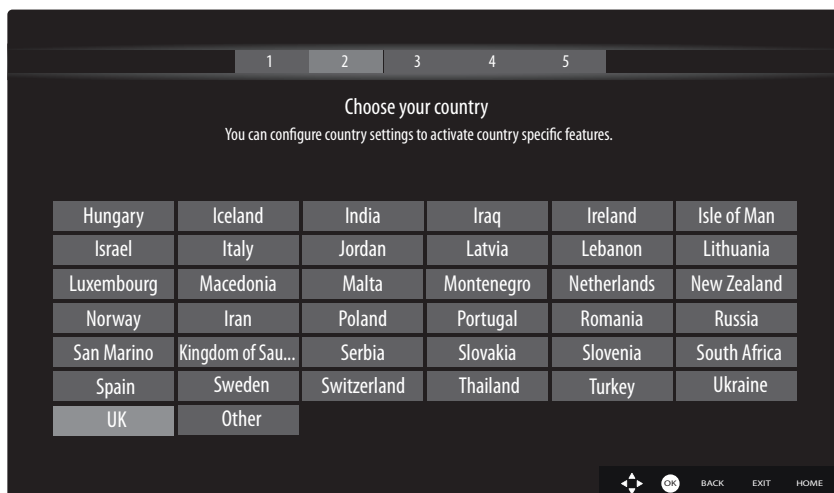 1 2 3 4 5
Choose your country
You can configure country settings to activate country specific features.
Hungary Iceland India Iraq Ireland Isle of Man
Israel Italy Jordan Latvia Lebanon Lithuania
Luxembourg Macedonia Malta Montenegro Netherlands New Zealand
Norway Iran Poland Portugal Romania Russia
San Marino Kingdom of Sau... Serbia Slovakia Slovenia South Africa
Spain Sweden Switzerland Thailand Turkey Ukraine
UK Other
OK BACK EXIT HOME